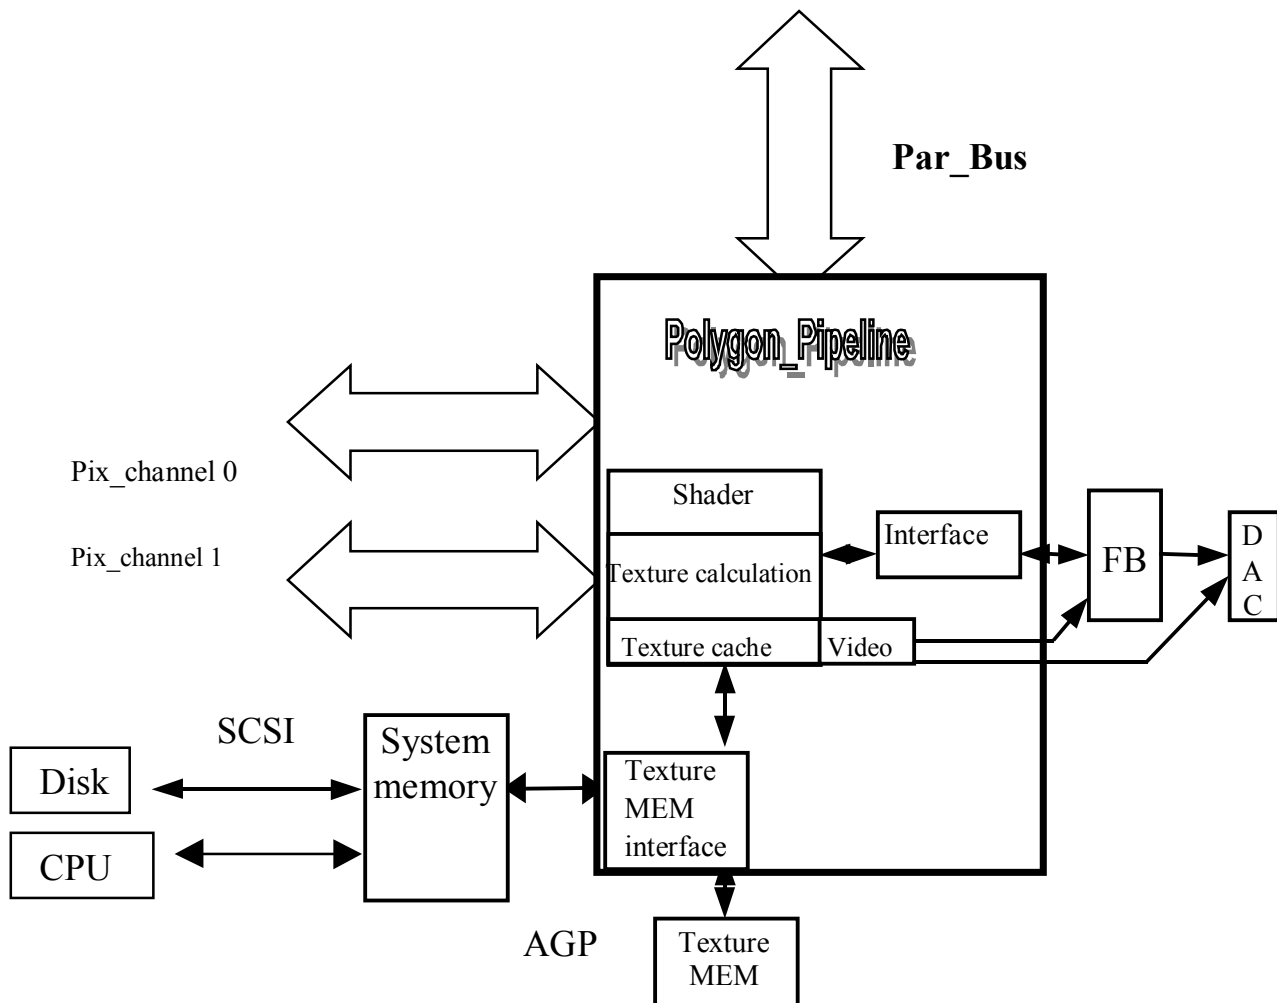 Par_Bus
Polygon_Pipeline
Pix_channel 0
Pix_channel 1
Shader
Texture calculation
Texture cache
Video
Interface
FB
D
A
C
SCSI
Disk
CPU
System
memory
Texture
MEM
interface
AGP
Texture
MEM